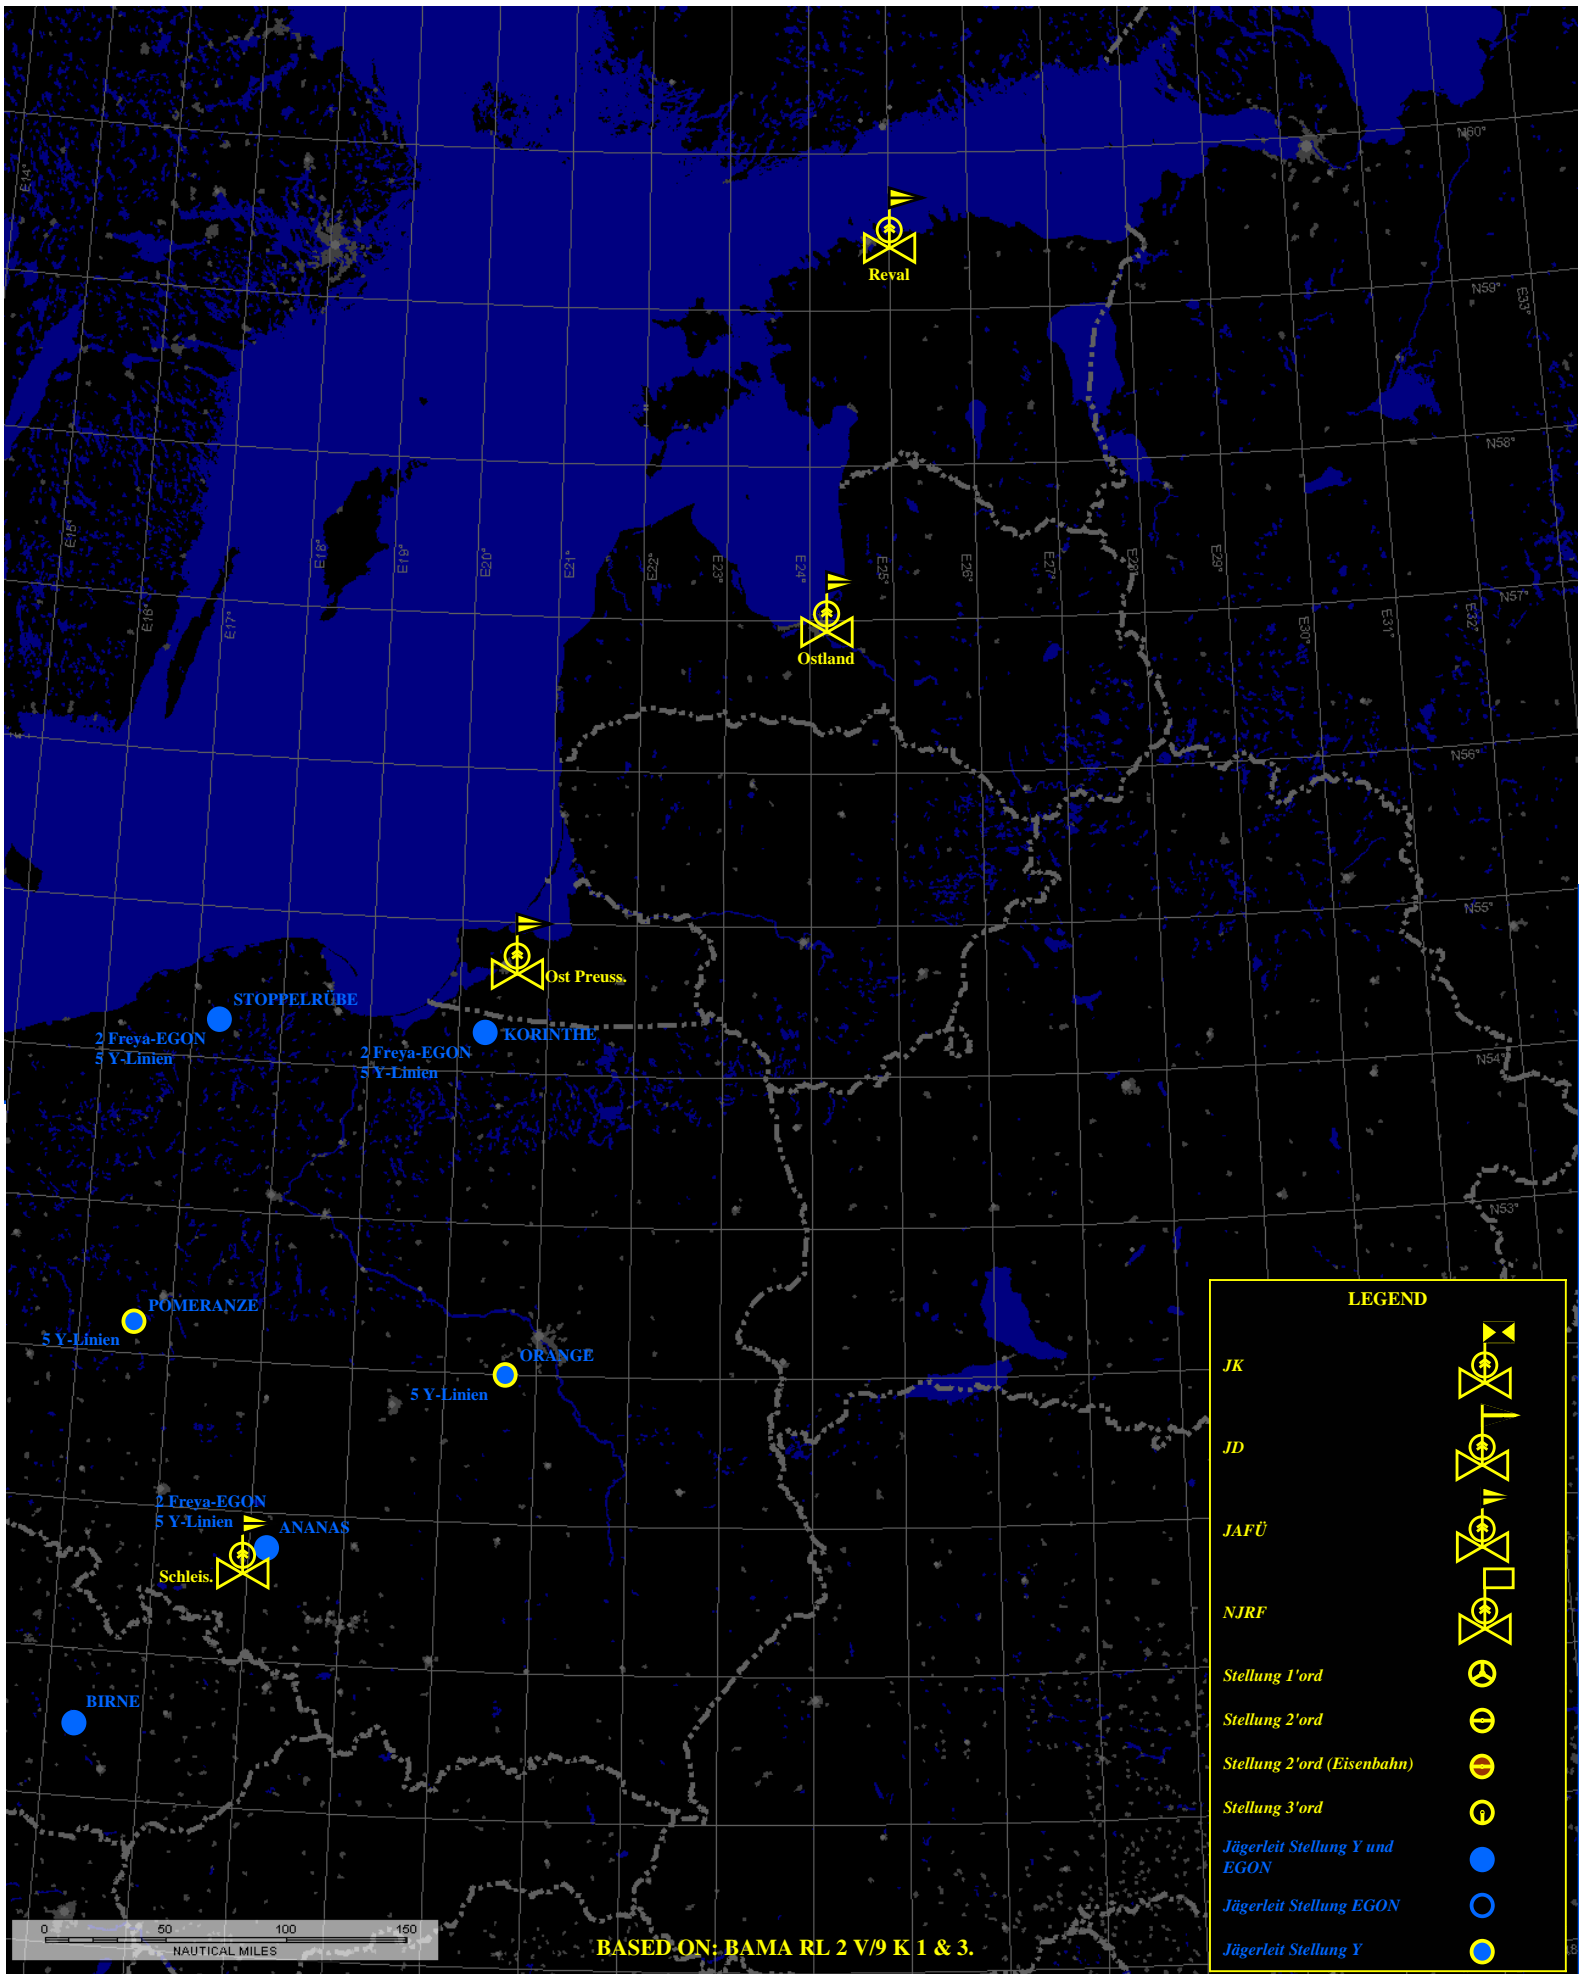 N60°
E14°
Reval
N59°
E33°
N58°
E15°
E18°
E19°
E20°
E21°
E22°
E23°
E24°
E25°
E26°
E27°
E28°
E29°
N57°
E16°
E17°
E30°
E31°
E32°
Ostland
N56°
N55°
Ost Preuss.
STOPPELRÜBE
2 Freya-EGON
5 Y-Linien
KORINTHE
2 Freya-EGON
5 Y-Linien
N54°
N53°
POMERANZE
5 Y-Linien
ORANGE
5 Y-Linien
2 Freya-EGON
5 Y-Linien
ANANAS
Schleis.
BIRNE
LEGEND
JK
JD
JAFÜ
NJRF
Stellung 1'ord
Stellung 2'ord
Stellung 2'ord (Eisenbahn)
Stellung 3'ord
Jägerleit Stellung Y und
EGON
Jägerleit Stellung EGON
Jägerleit Stellung Y
0 50 100 150
NAUTICAL MILES
BASED ON: BAMA RL 2 V/9 K 1 & 3.